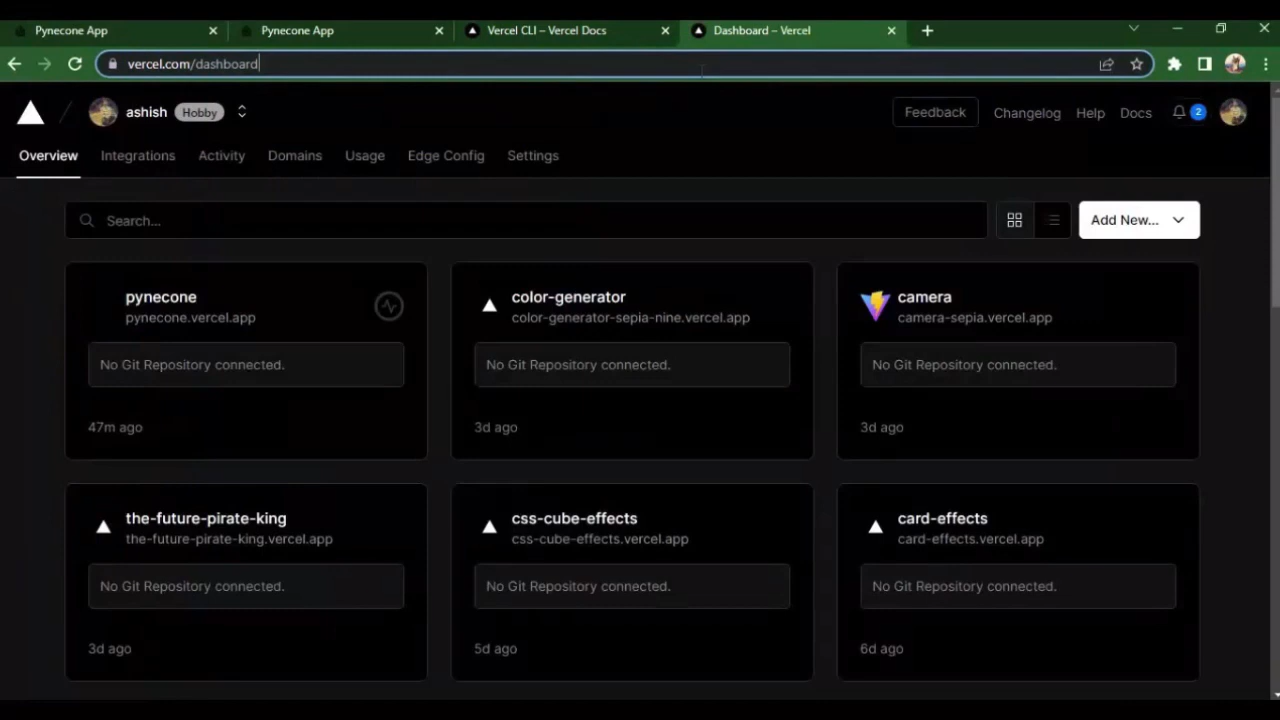 Pynecone App
Pynecone App
Vercel CLI – Vercel Docs
Dashboard – Vercel
vercel.com/dashboard
ashish Hobby
Feedback Changelog Help Docs 2
Overview Integrations Activity Domains Usage Edge Config Settings
Search...
Add New...
pynecone
pynecone.vercel.app
No Git Repository connected.
47m ago
color-generator
color-generator-sepia-nine.vercel.app
No Git Repository connected.
3d ago
camera
camera-sepia.vercel.app
No Git Repository connected.
3d ago
the-future-pirate-king
the-future-pirate-king.vercel.app
No Git Repository connected.
3d ago
css-cube-effects
css-cube-effects.vercel.app
No Git Repository connected.
5d ago
card-effects
card-effects.vercel.app
No Git Repository connected.
6d ago